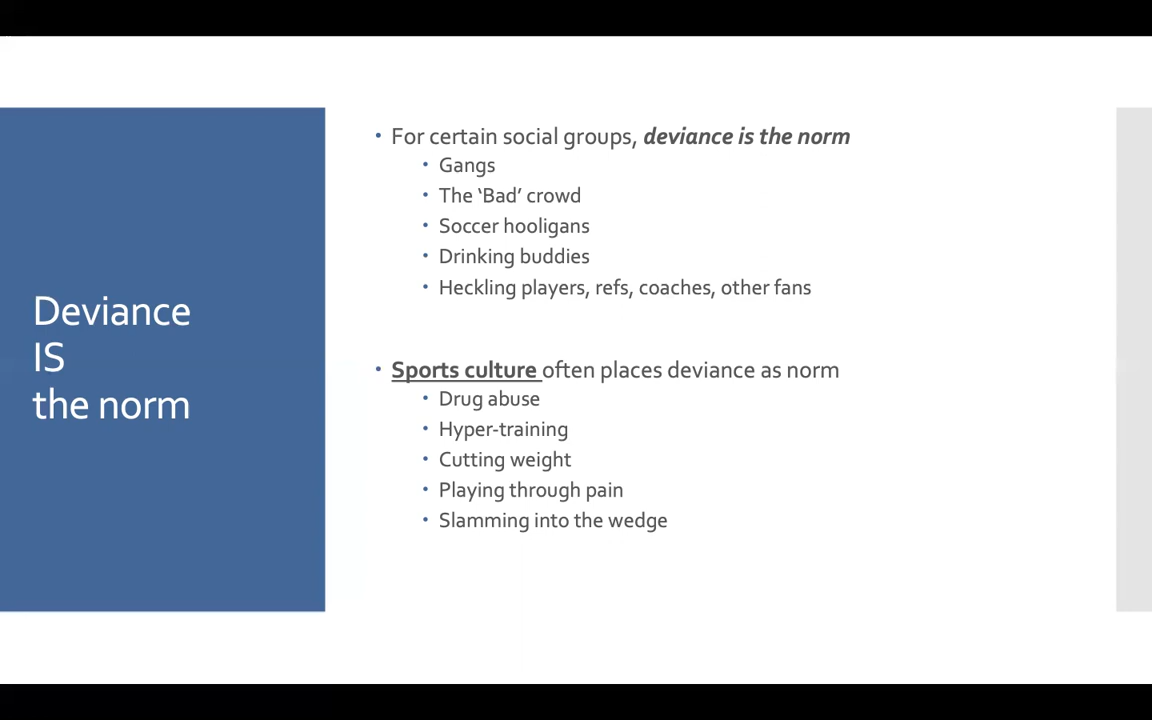 Deviance
IS
the norm
• For certain social groups, deviance is the norm
• Gangs
• The ‘Bad’ crowd
• Soccer hooligans
• Drinking buddies
• Heckling players, refs, coaches, other fans
• Sports culture often places deviance as norm
• Drug abuse
• Hyper-training
• Cutting weight
• Playing through pain
• Slamming into the wedge